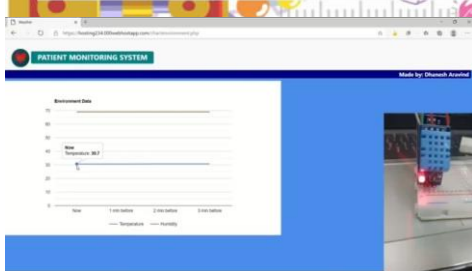 PATIENT MONITORING SYSTEM
Made by: Dhanesh Aravind
Environment Data
70
60
50
40
30
20
10
0
Now
Temperature: 30.7
Now
1 min before
2 min before
3 min before
Temperature
Humidity